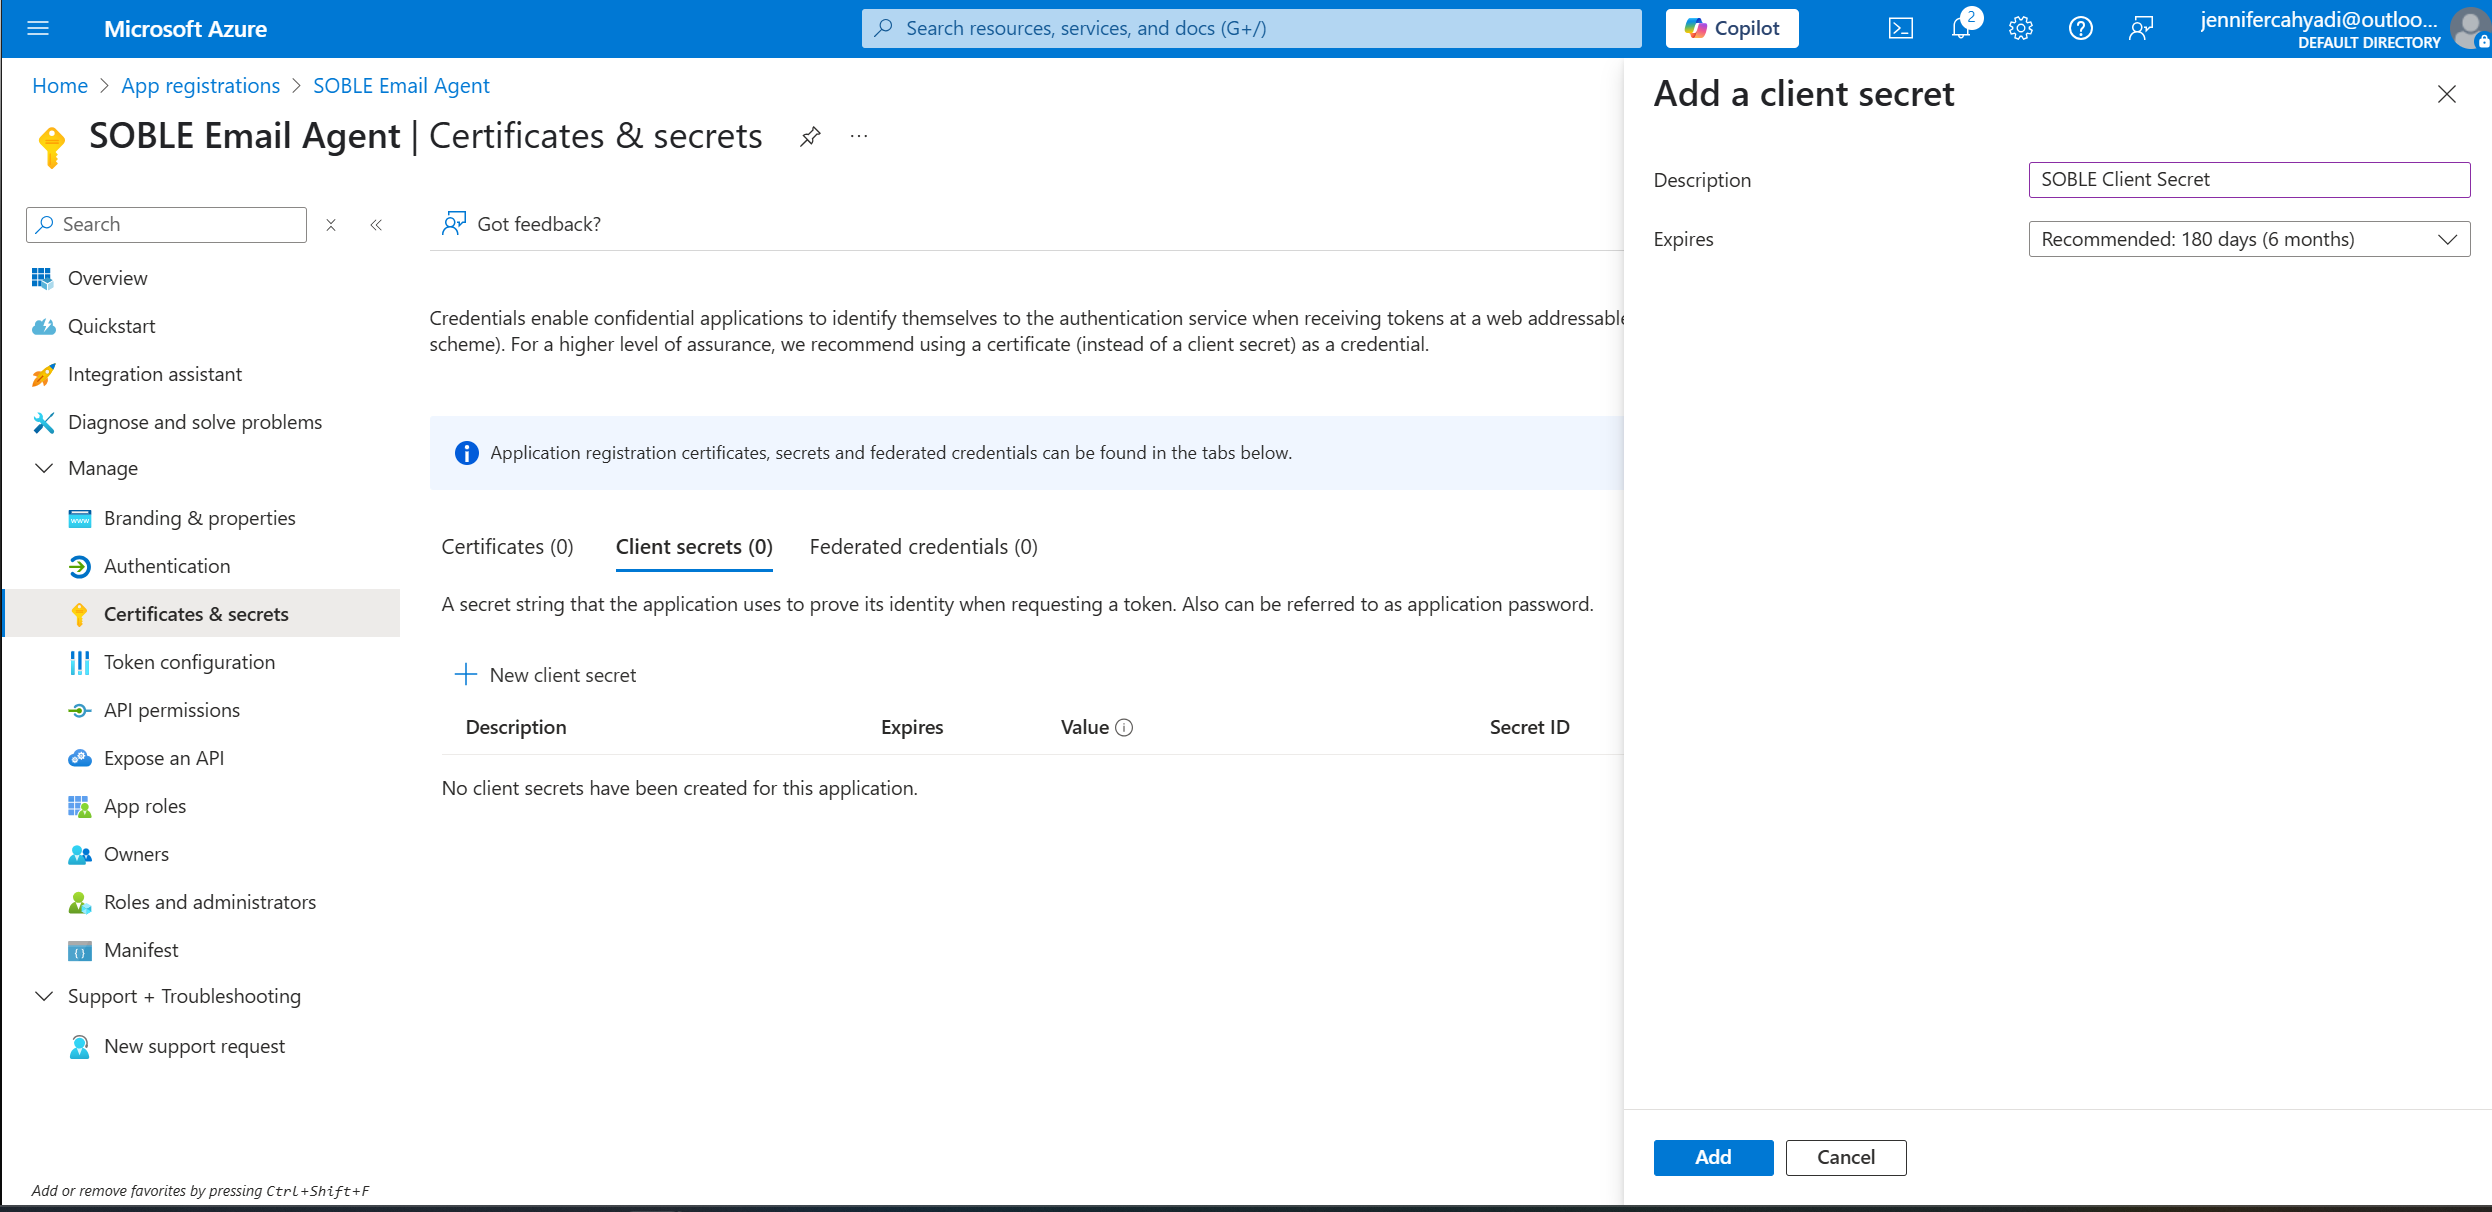 Microsoft Azure
Search resources, services, and docs (G+/)
Copilot
2
jennifercahyadi@outloo...
DEFAULT DIRECTORY
Home > App registrations > SOBLE Email Agent
SOBLE Email Agent | Certificates & secrets
Search
Overview
Quickstart
Integration assistant
Diagnose and solve problems
Manage
Branding & properties
Authentication
Certificates & secrets
Token configuration
API permissions
Expose an API
App roles
Owners
Roles and administrators
Manifest
Support + Troubleshooting
New support request
Add or remove favorites by pressing Ctrl+Shift+F
Got feedback?
Credentials enable confidential applications to identify themselves to the authentication service when receiving tokens at a web addressable
scheme). For a higher level of assurance, we recommend using a certificate (instead of a client secret) as a credential.
Application registration certificates, secrets and federated credentials can be found in the tabs below.
Certificates (0) Client secrets (0) Federated credentials (0)
A secret string that the application uses to prove its identity when requesting a token. Also can be referred to as application password.
New client secret
Description Expires Value Secret ID
No client secrets have been created for this application.
Add a client secret
Description SOBLE Client Secret
Expires Recommended: 180 days (6 months)
Add Cancel